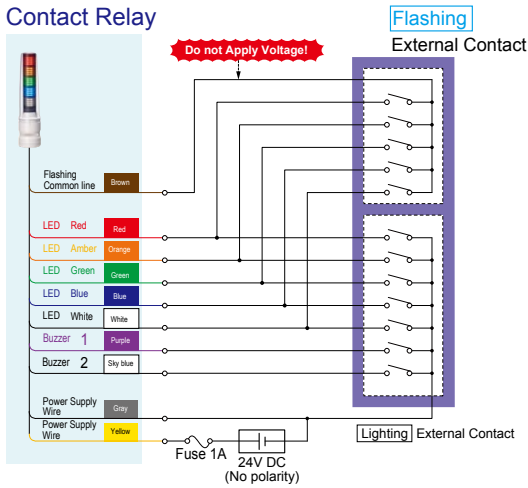 Contact Relay
Flashing
External Contact
Do not Apply Voltage!
Flashing
Common line
Brown
LED Red
Red
LED Amber
Orange
LED Green
Green
LED Blue
Blue
LED White
White
Buzzer 1
Purple
Buzzer 2
Sky blue
Power Supply
Wire
Gray
Power Supply
Wire
Yellow
Fuse 1A
24V DC
(No polarity)
Lighting External Contact